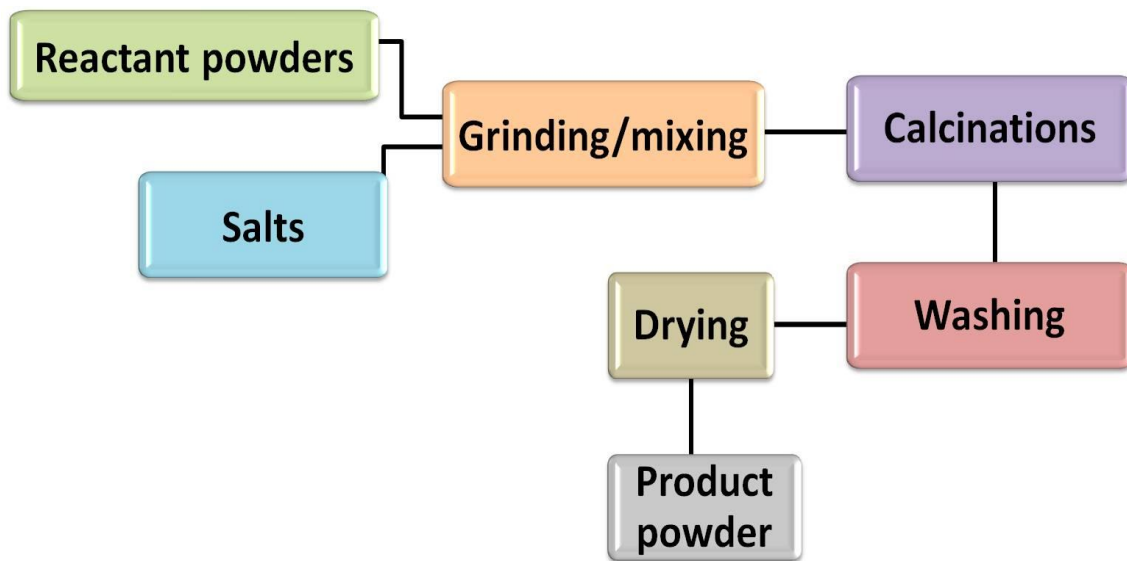 Reactant powders
Salts
Grinding/mixing
Calcinations
Washing
Drying
Product
powder